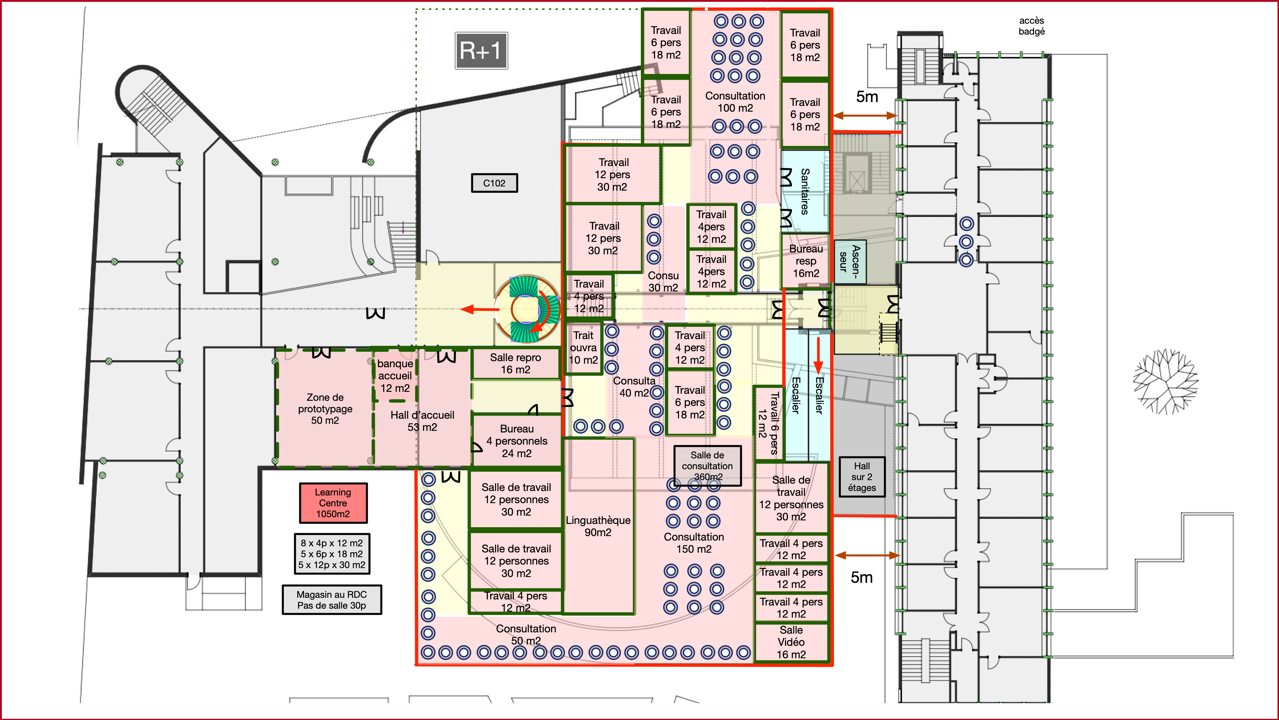 R+1
accès
badgé
Travail
6 pers
18 m2
Travail
6 pers
18 m2
Consultation
100 m2
Travail
6 pers
18 m2
Travail
6 pers
18 m2
5m
C102
Travail
12 pers
30 m2
Sanitaires
Travail
12 pers
30 m2
Travail
4pers
12 m2
Travail
4pers
12 m2
Consu
30 m2
Bureau
resp
16m2
Ascen-
seur
Travail
4 pers
12 m2
Trait
ouvra
10 m2
Travail
4 pers
12 m2
Consulta
40 m2
Travail
6 pers
18 m2
Escalier
Escalier
Travail 6 pers
12 m2
Salle repro
16 m2
banque
accueil
12 m2
Zone de
prototypage
50 m2
Hall d'accueil
53 m2
Bureau
4 personnels
24 m2
Salle de
consultation
360m2
Hall
sur 2
étages
Learning
Centre
1050m2
8 x 4p x 12 m2
5 x 6p x 18 m2
5 x 12p x 30 m2
Magasin au RDC
Pas de salle 30p
Salle de travail
12 personnes
30 m2
Linguathèque
90m2
Consultation
150 m2
Salle de
travail
12 personnes
30 m2
Salle de travail
12 personnes
30 m2
Travail 4 pers
12 m2
Travail 4 pers
12 m2
Travail 4 pers
12 m2
Travail 4 pers
12 m2
5m
Consultation
50 m2
Salle
Vidéo
16 m2